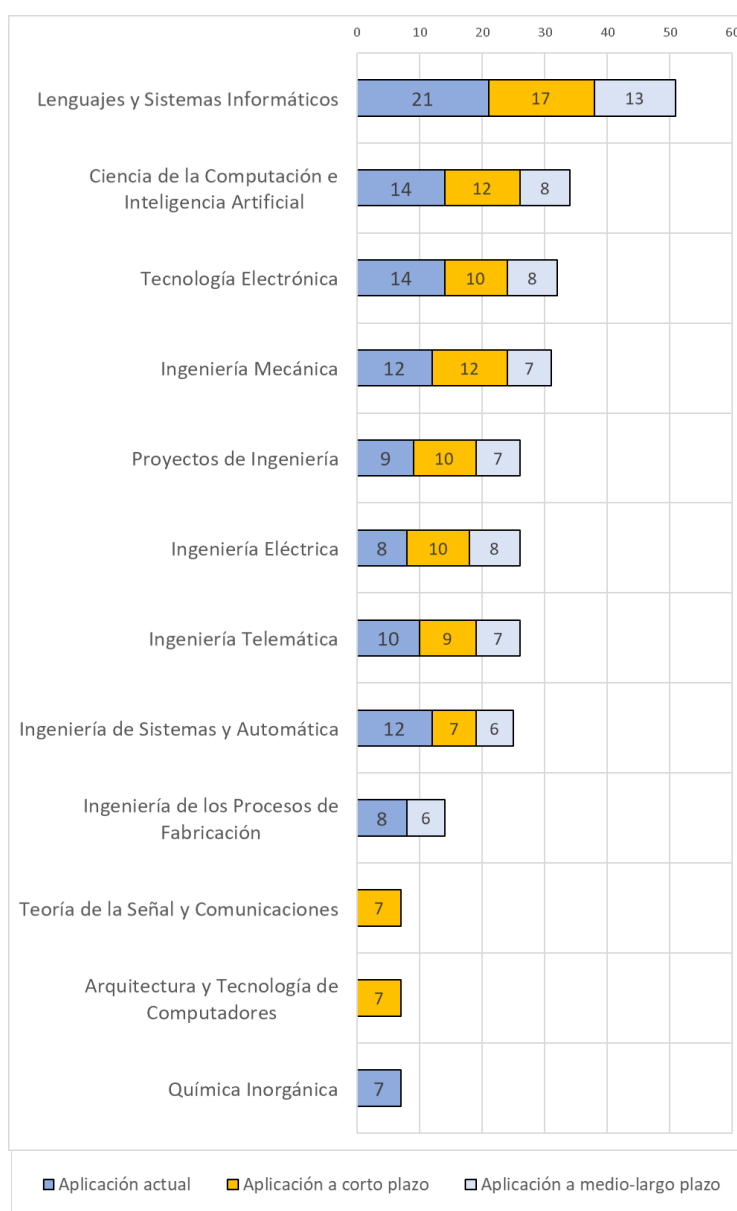 0 10 20 30 40 50 60
Lenguajes y Sistemas Informáticos
21 17 13
Ciencia de la Computación e
Inteligencia Artificial
14 12 8
Tecnología Electrónica
14 10 8
Ingeniería Mecánica
12 12 7
Proyectos de Ingeniería
9 10 7
Ingeniería Eléctrica
8 10 8
Ingeniería Telemática
10 9 7
Ingeniería de Sistemas y Automática
12 7 6
Ingeniería de los Procesos de
Fabricación
8 6
Teoría de la Señal y Comunicaciones
7
Arquitectura y Tecnología de
Computadores
7
Química Inorgánica
7
Aplicación actual Aplicación a corto plazo Aplicación a medio-largo plazo